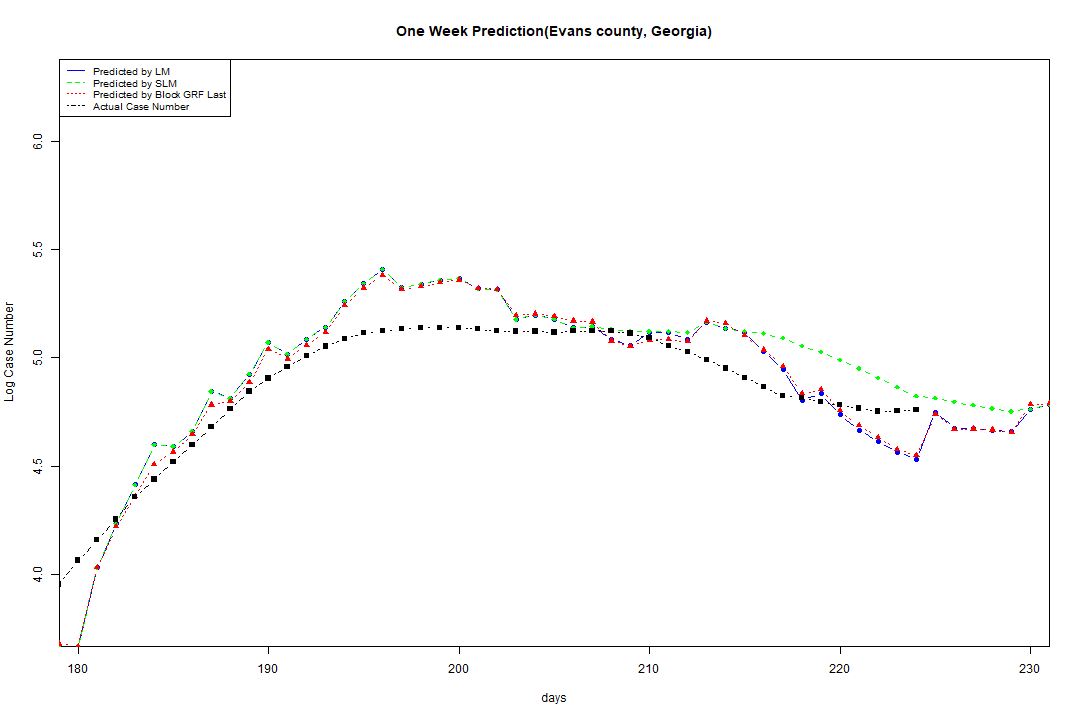 One Week Prediction(Evans county, Georgia)
Predicted by LM
Predicted by SLM
Predicted by Block GRF Last
Actual Case Number
Log Case Number
6.0
5.5
5.0
4.5
4.0
180 190 200 210 220 230
days